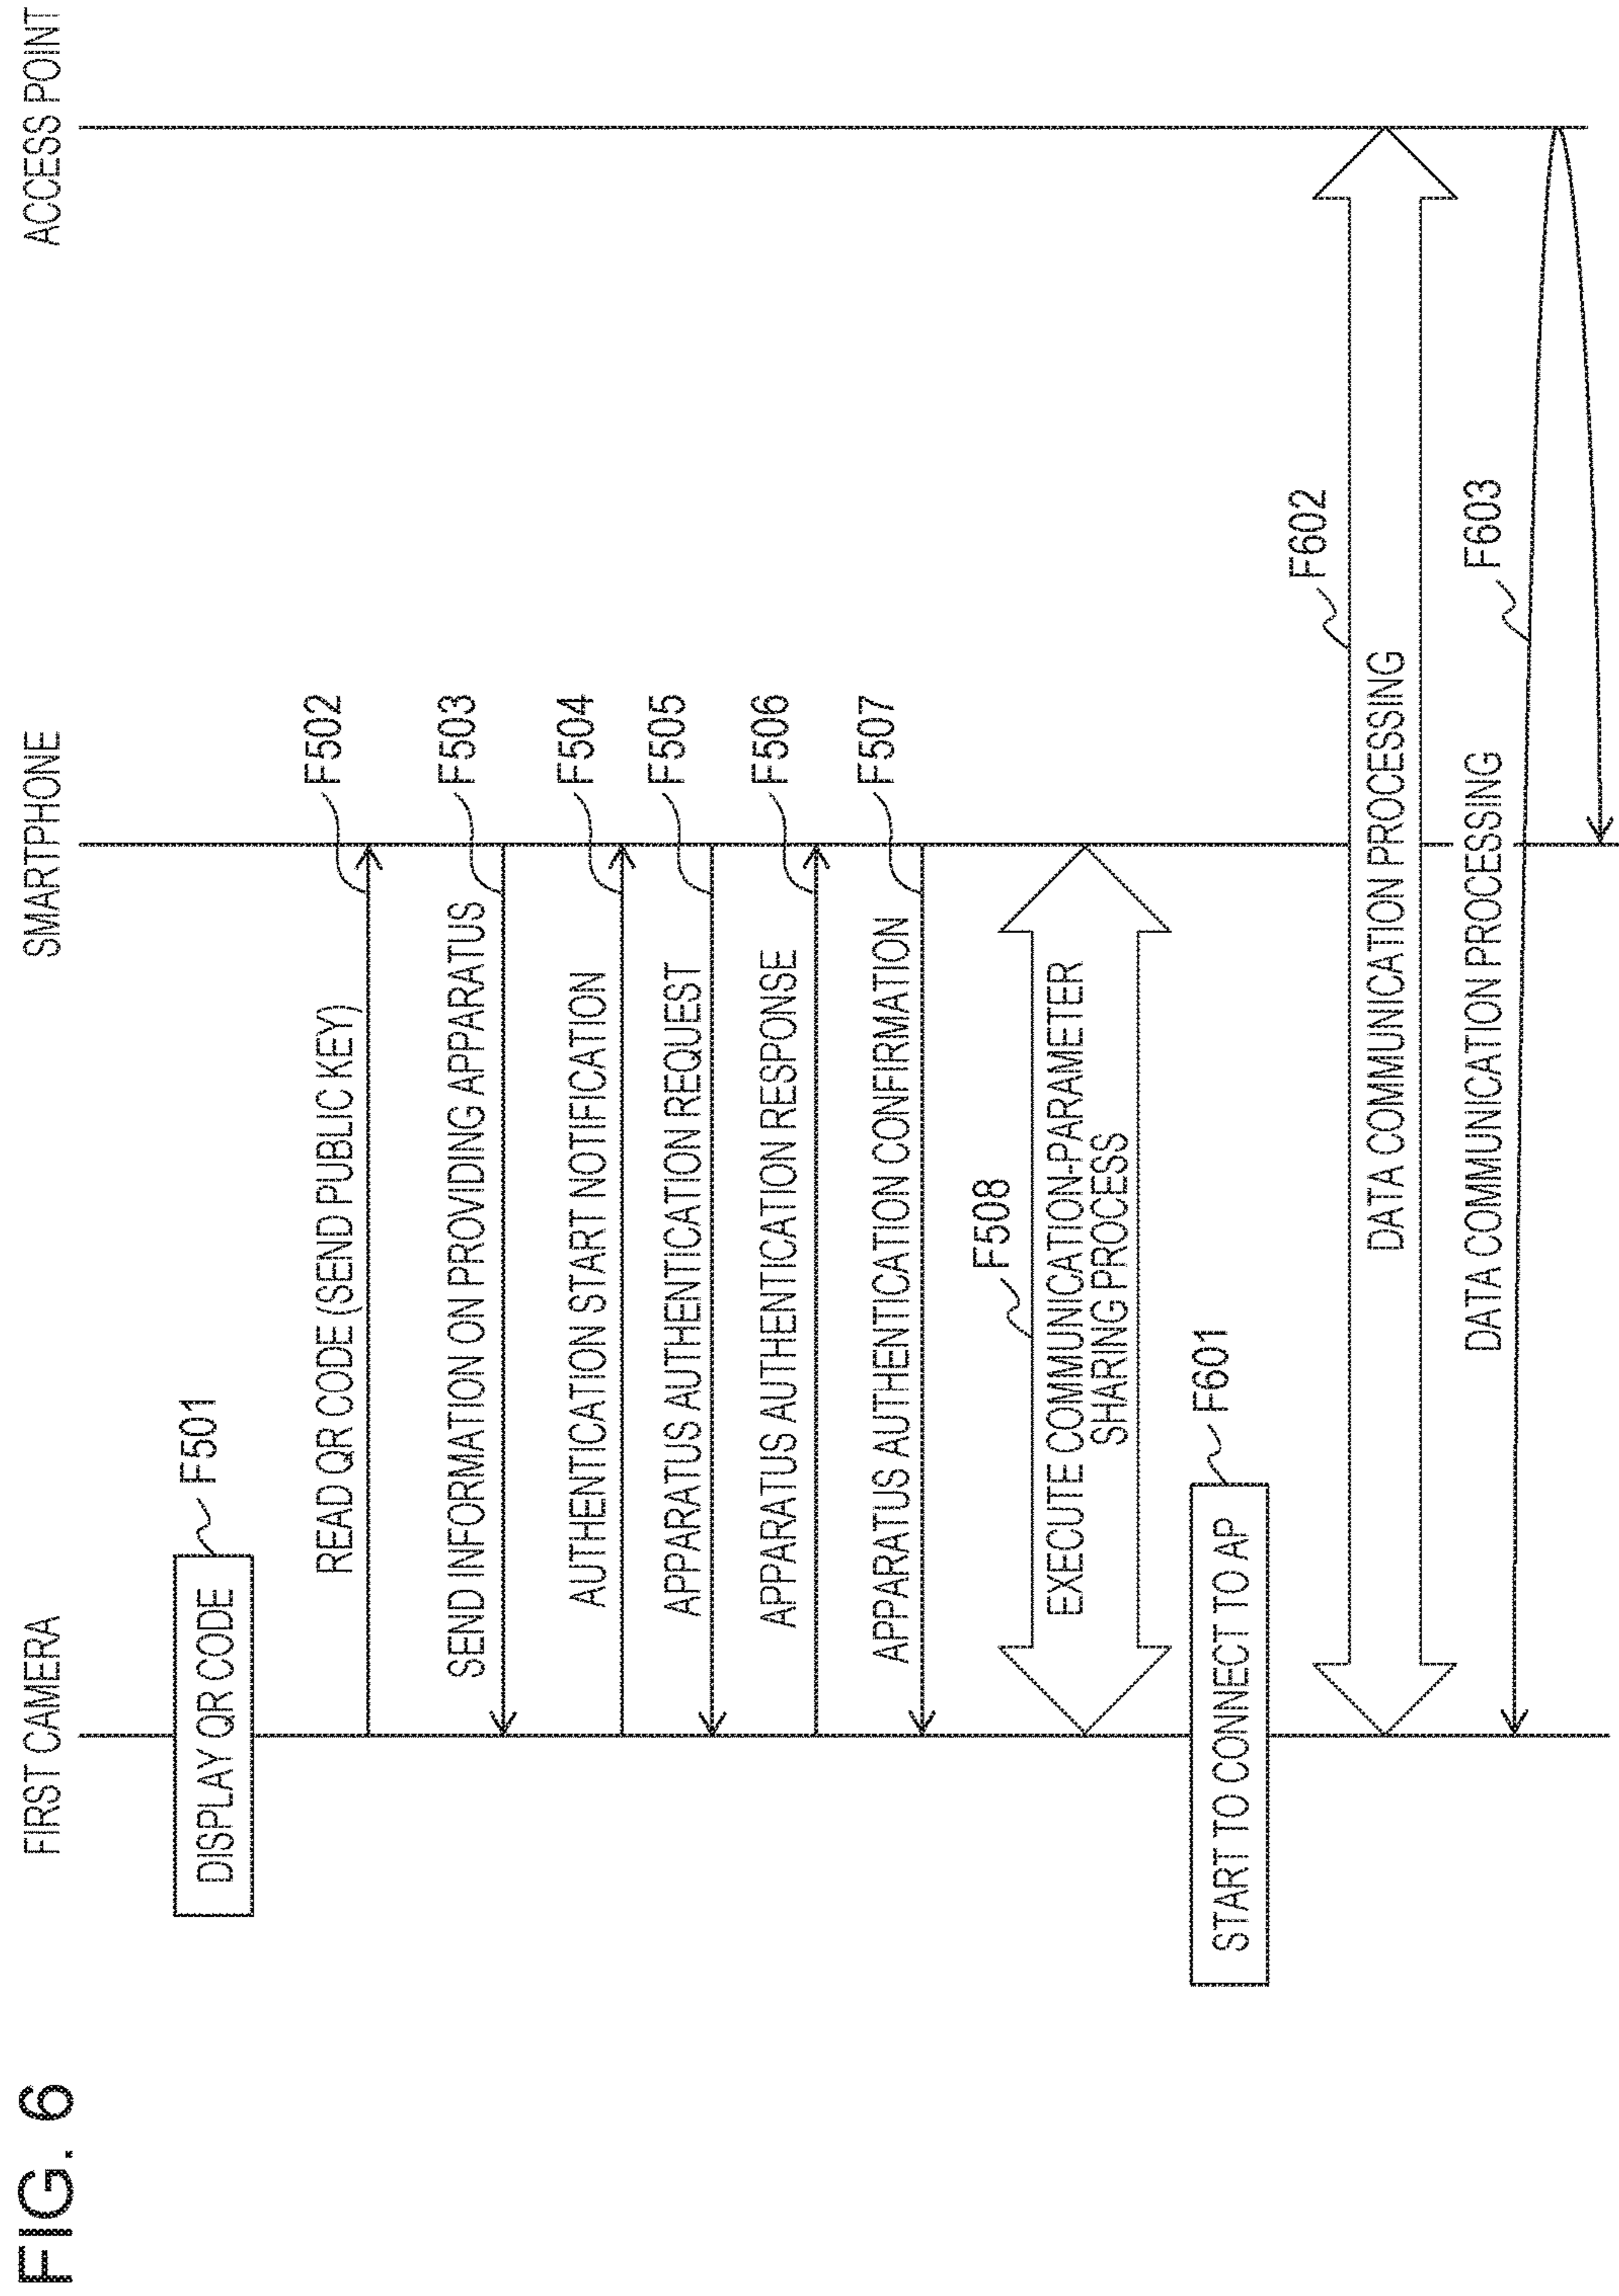 FIG. 6
FIRST CAMERA
SMARTPHONE
ACCESS POINT
DISPLAY QR CODE
F501
READ QR CODE (SEND PUBLIC KEY)
F502
SEND INFORMATION ON PROVIDING APPARATUS
F503
AUTHENTICATION START NOTIFICATION
F504
APPARATUS AUTHENTICATION REQUEST
F505
APPARATUS AUTHENTICATION RESPONSE
F506
APPARATUS AUTHENTICATION CONFIRMATION
F507
F508
EXECUTE COMMUNICATION-PARAMETER
SHARING PROCESS
START TO CONNECT TO AP
F601
F602
DATA COMMUNICATION PROCESSING
DATA COMMUNICATION PROCESSING
F603